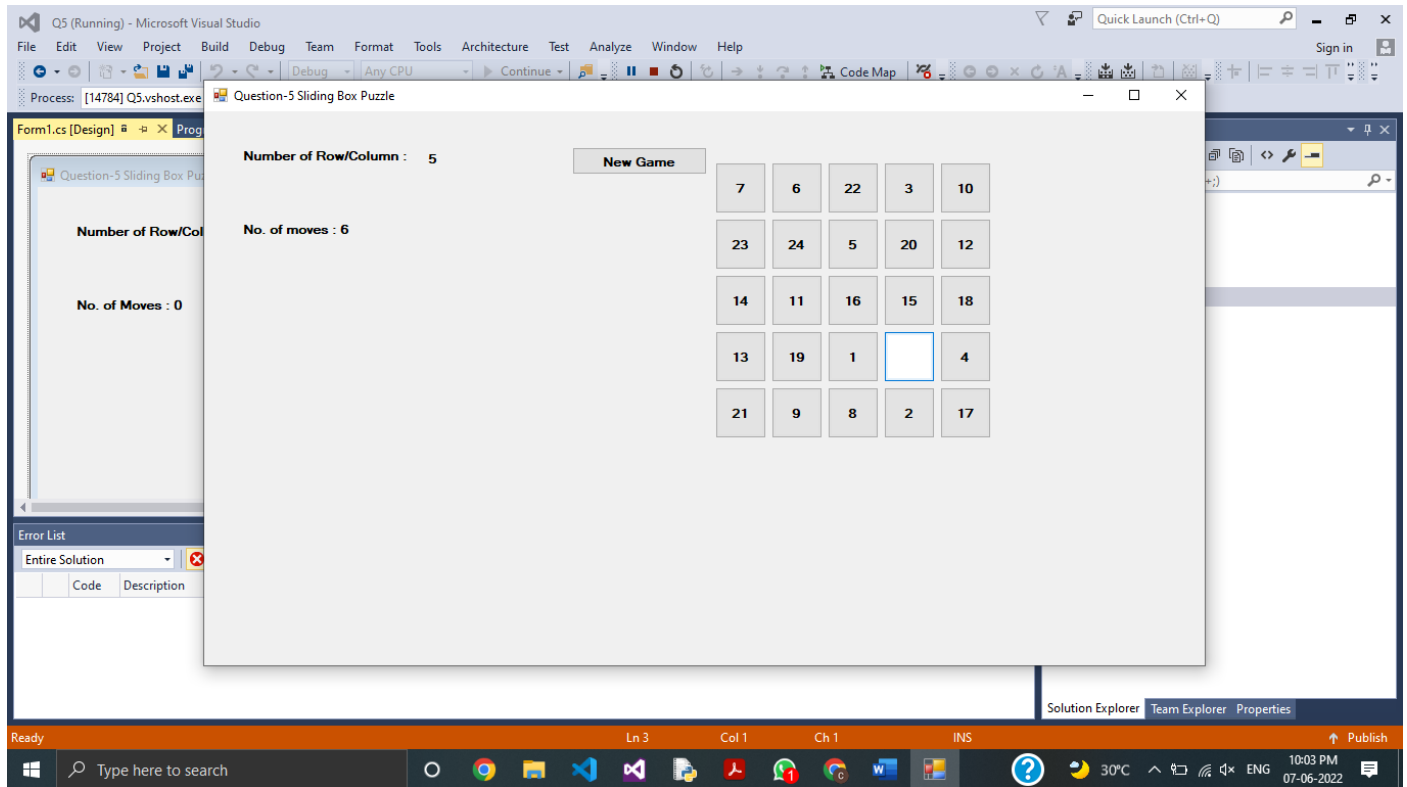 Q5 (Running) - Microsoft Visual Studio
Quick Launch (Ctrl+Q)
File Edit View Project Build Debug Team Format Tools Architecture Test Analyze Window Help
Sign in
Debug Any CPU Continue Code Map
Process: [14784] Q5.vshost.exe
Question-5 Sliding Box Puzzle
Form1.cs [Design] Prog
Question-5 Sliding Box Puz
Number of Row/Col
No. of Moves : 0
Number of Row/Column : 5
New Game
No. of moves : 6
7 6 22 3 10
23 24 5 20 12
14 11 16 15 18
13 19 1 4
21 9 8 2 17
+;)
Error List
Entire Solution
Code Description
Solution Explorer Team Explorer Properties
Ready Ln 3 Col 1 Ch 1 INS Publish
Type here to search
30°C ENG
10:03 PM
07-06-2022